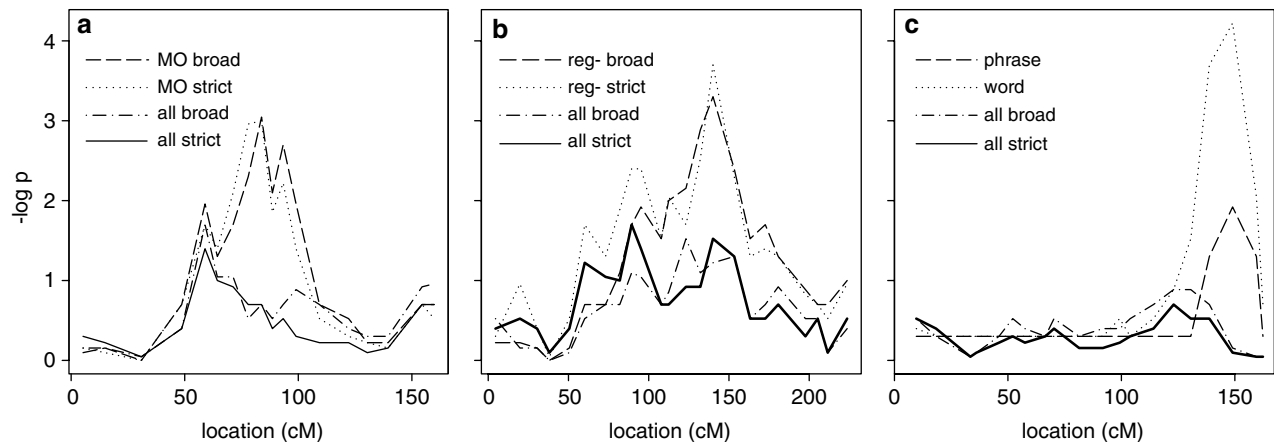 a
MO broad
MO strict
all broad
all strict
-log p
4
3
2
1
0
0 50 100 150
location (cM)
b
reg- broad
reg- strict
all broad
all strict
0 50 100 150 200
location (cM)
c
phrase
word
all broad
all strict
0 50 100 150
location (cM)